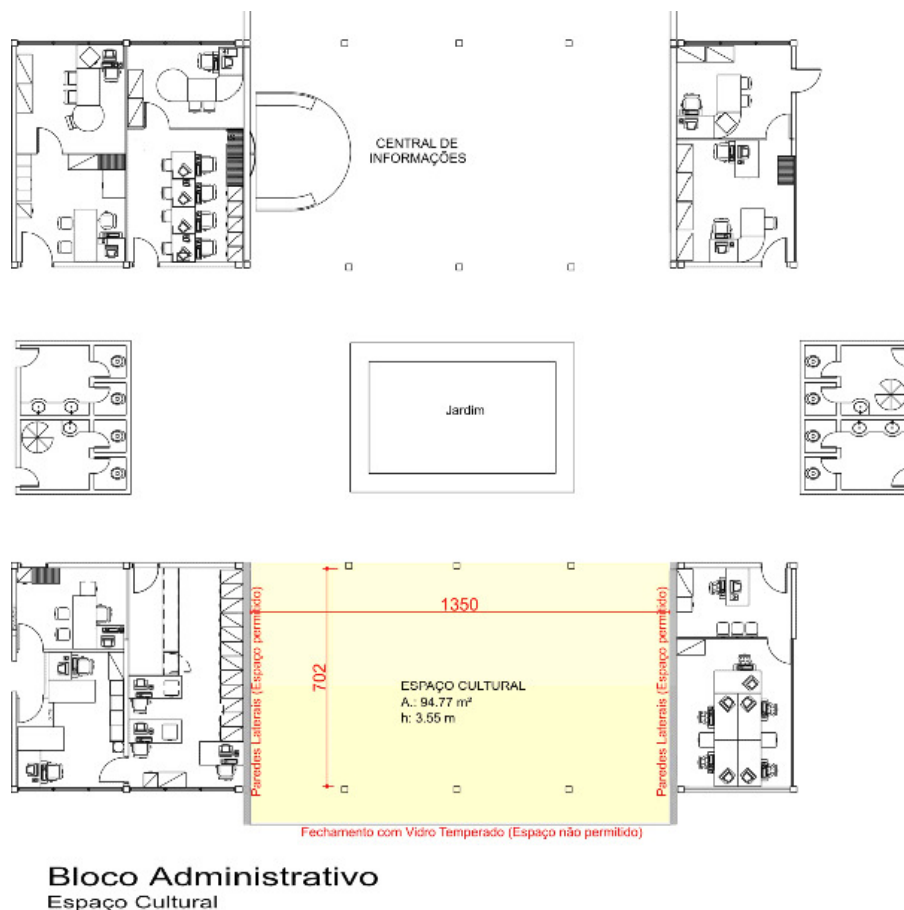 CENTRAL DE
INFORMAÇÕES
Jardim
1350
702
Paredes Laterais (Espaço permitido)
Paredes Laterais (Espaço permitido)
ESPAÇO CULTURAL
A.: 94.77 m²
h: 3.55 m
Fechamento com Vidro Temperado (Espaço não permitido)
Bloco Administrativo
Espaço Cultural